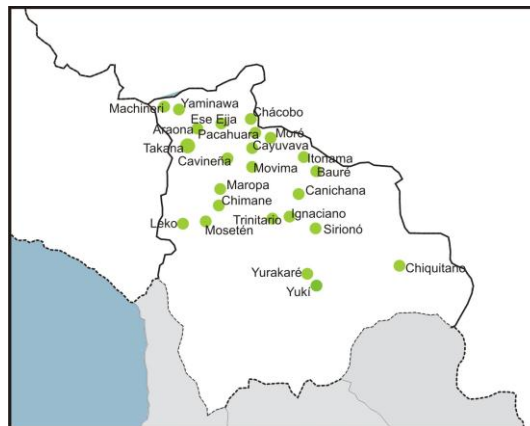 Machineri
Yaminawa
Ese Ejja
Chácobo
Araona
Pacahuara
Moré
Takana
Cayuvava
Cavineña
Movima
Itonama
Bauré
Maropa
Canichana
Chimane
Leko
Mosetén
Trinitario
Ignaciano
Sirionó
Chiquitano
Yurakaré
Yukí